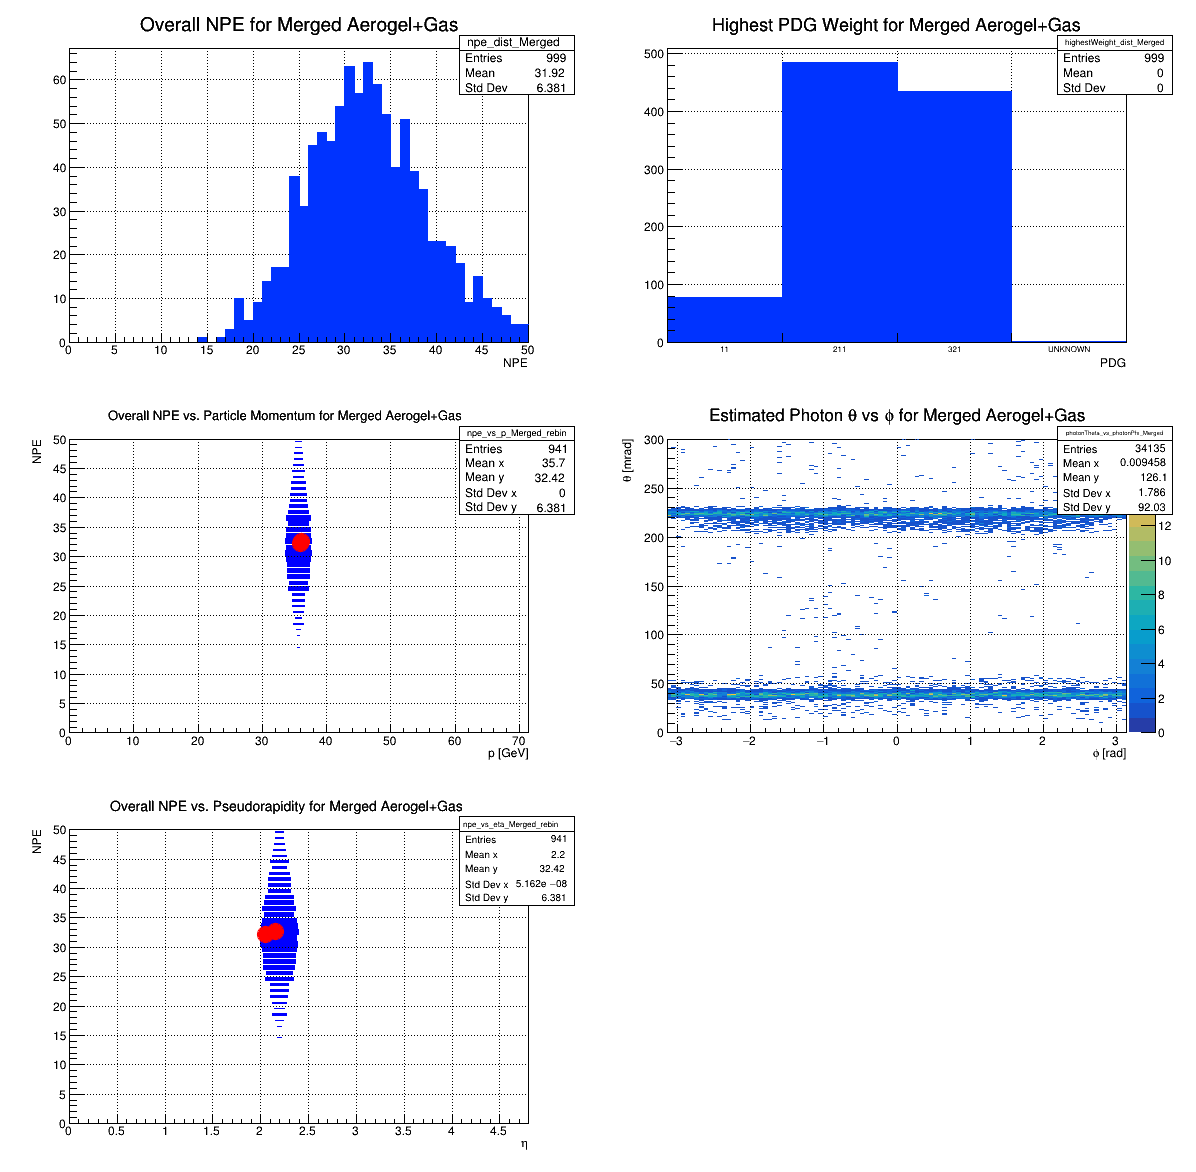 Overall NPE for Merged Aerogel+Gas
npe_dist_Merged
Entries 999
Mean 31.92
Std Dev 6.381
60
50
40
30
20
10
0
0 5 10 15 20 25 30 35 40 45 50
NPE
Highest PDG Weight for Merged Aerogel+Gas
highestWeight_dist_Merged
Entries 999
Mean 0
Std Dev 0
500
400
300
200
100
0
11 211 321 UNKNOWN
PDG
Overall NPE vs. Particle Momentum for Merged Aerogel+Gas
npe_vs_p_Merged_rebin
Entries 941
Mean x 35.7
Mean y 32.42
Std Dev x 0
Std Dev y 6.381
NPE
50
45
40
35
30
25
20
15
10
5
0
0 10 20 30 40 50 60 70
p [GeV]
Estimated Photon θ vs ϕ for Merged Aerogel+Gas
photonTheta_vs_photonPhi_Merged
Entries 34135
Mean x 0.009458
Mean y 126.1
Std Dev x 1.786
Std Dev y 92.03
θ [mrad]
300
250
200
150
100
50
0
−3 −2 −1 0 1 2 3
ϕ [rad]
12
10
8
6
4
2
0
Overall NPE vs. Pseudorapidity for Merged Aerogel+Gas
npe_vs_eta_Merged_rebin
Entries 941
Mean x 2.2
Mean y 32.42
Std Dev x 5.162e −08
Std Dev y 6.381
NPE
50
45
40
35
30
25
20
15
10
5
0
0 0.5 1 1.5 2 2.5 3 3.5 4 4.5
η